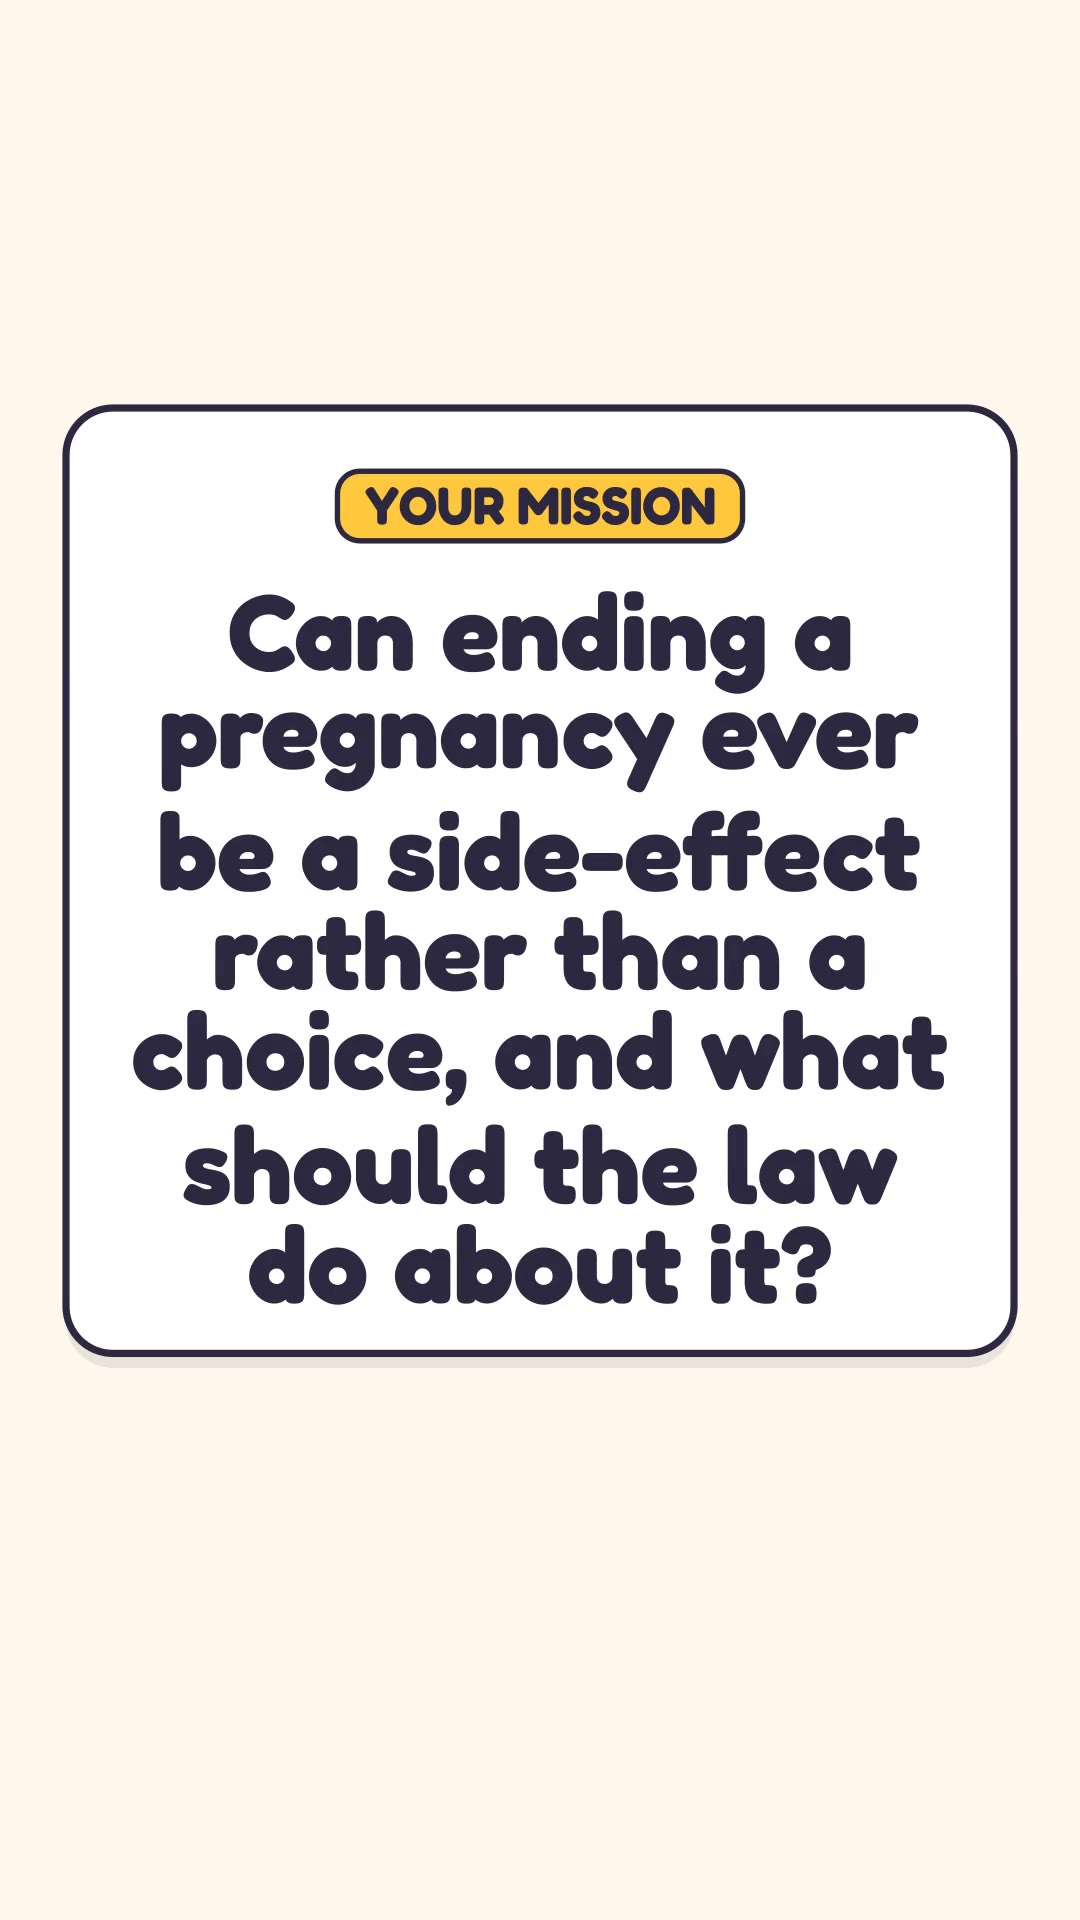 YOUR MISSION
Can ending a
pregnancy ever
be a side-effect
rather than a
choice, and what
should the law
do about it?